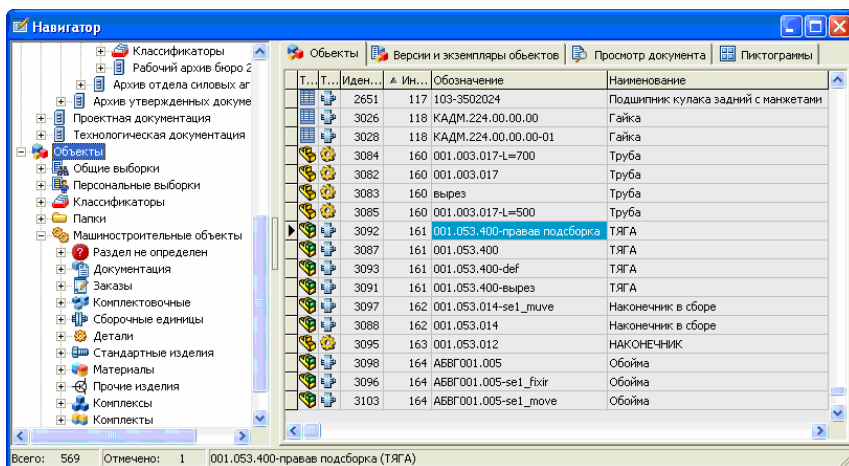 Навигатор
Классификаторы
Рабочий архив бюро 2
Архив отдела силовых аг
Архив утвержденных докуме
Проектная документация
Технологическая документация
Объекты
Общие выборки
Персональные выборки
Классификаторы
Папки
Машиностроительные объекты
Раздел не определен
Документация
Заказы
Комплектовочные
Сборочные единицы
Детали
Стандартные изделия
Материалы
Прочие изделия
Комплексы
Комплекты
Объекты Версии и экземпляры объектов Просмотр документа Пиктограммы
Т... Т... Иден... Ин... Обозначение Наименование
2651 117 103-3502024 Подшипник кулака задний с манжетами
3026 118 КАДМ.224.00.00.00 Гайка
3028 118 КАДМ.224.00.00.00-01 Гайка
3084 160 001.003.017-L=700 Труба
3082 160 001.003.017 Труба
3083 160 вырез Труба
3085 160 001.003.017-L=500 Труба
3092 161 001.053.400-правав подсборка ТЯГА
3087 161 001.053.400 ТЯГА
3093 161 001.053.400-def ТЯГА
3091 161 001.053.400-вырез ТЯГА
3097 162 001.053.014-se1_muve Наконечник в сборе
3088 162 001.053.014 Наконечник в сборе
3095 163 001.053.012 НАКОНЕЧНИК
3098 164 АБВГ001.005 Обойма
3096 164 АБВГ001.005-se1_fixir Обойма
3103 164 АБВГ001.005-se1_move Обойма
Всего: 569 Отмечено: 1 001.053.400-правав подсборка (ТЯГА)